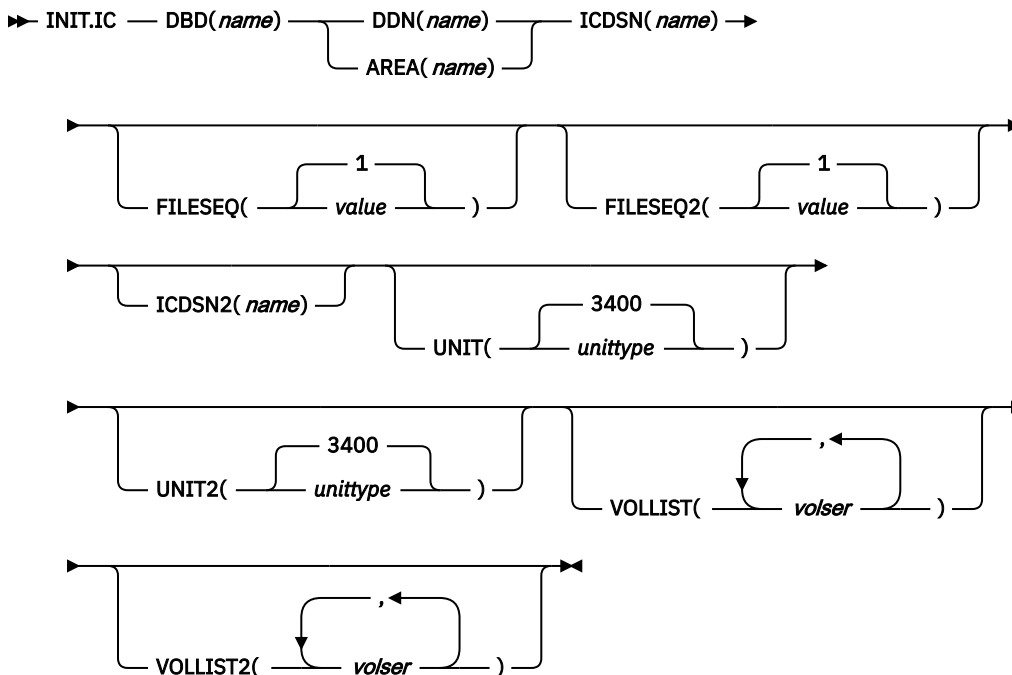 INIT.IC DBD(name) DDN(name) ICDSN(name)
AREA(name)
1 1
FILESEQ( value ) FILESEQ2( value )
ICDSN2(name) 3400
UNIT( unittype )
3400 ,
UNIT2( unittype ) VOLLIST( volser )
,
VOLLIST2( volser )